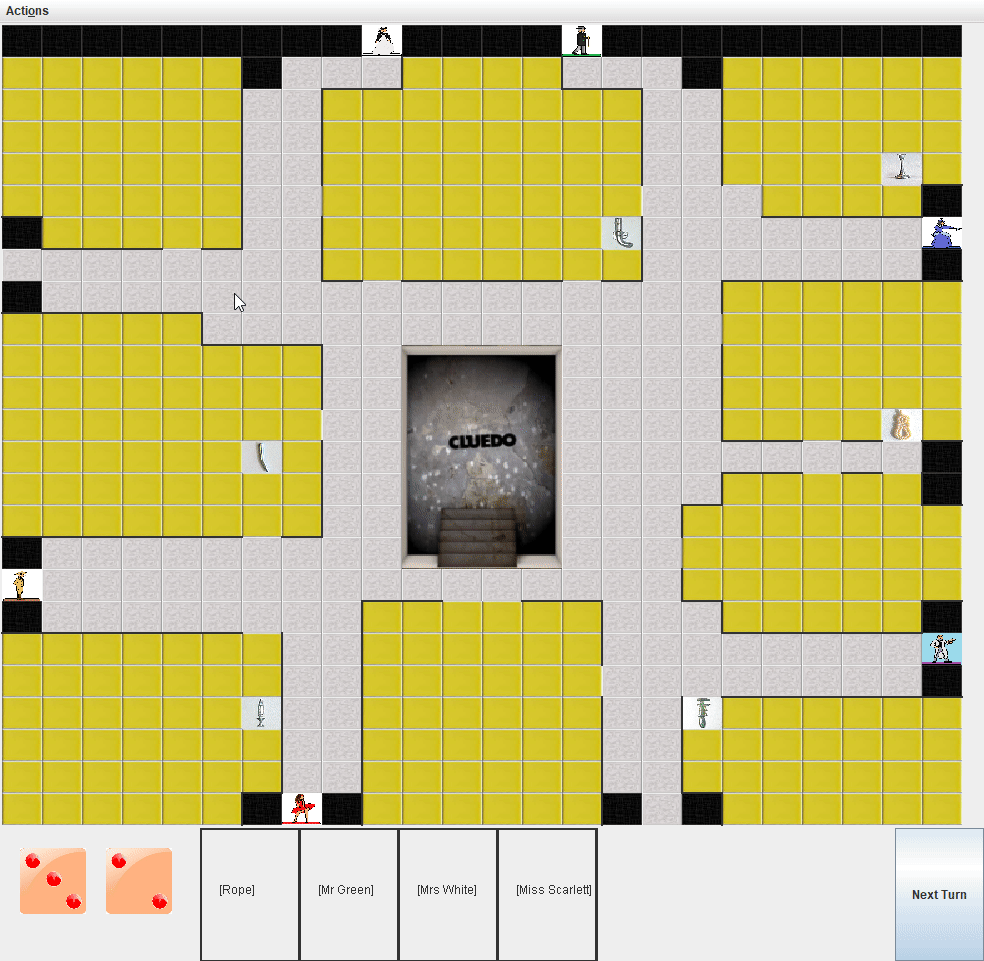 Actions
CLUEDO
[Rope]
[Mr Green]
[Mrs White]
[Miss Scarlett]
Next Turn